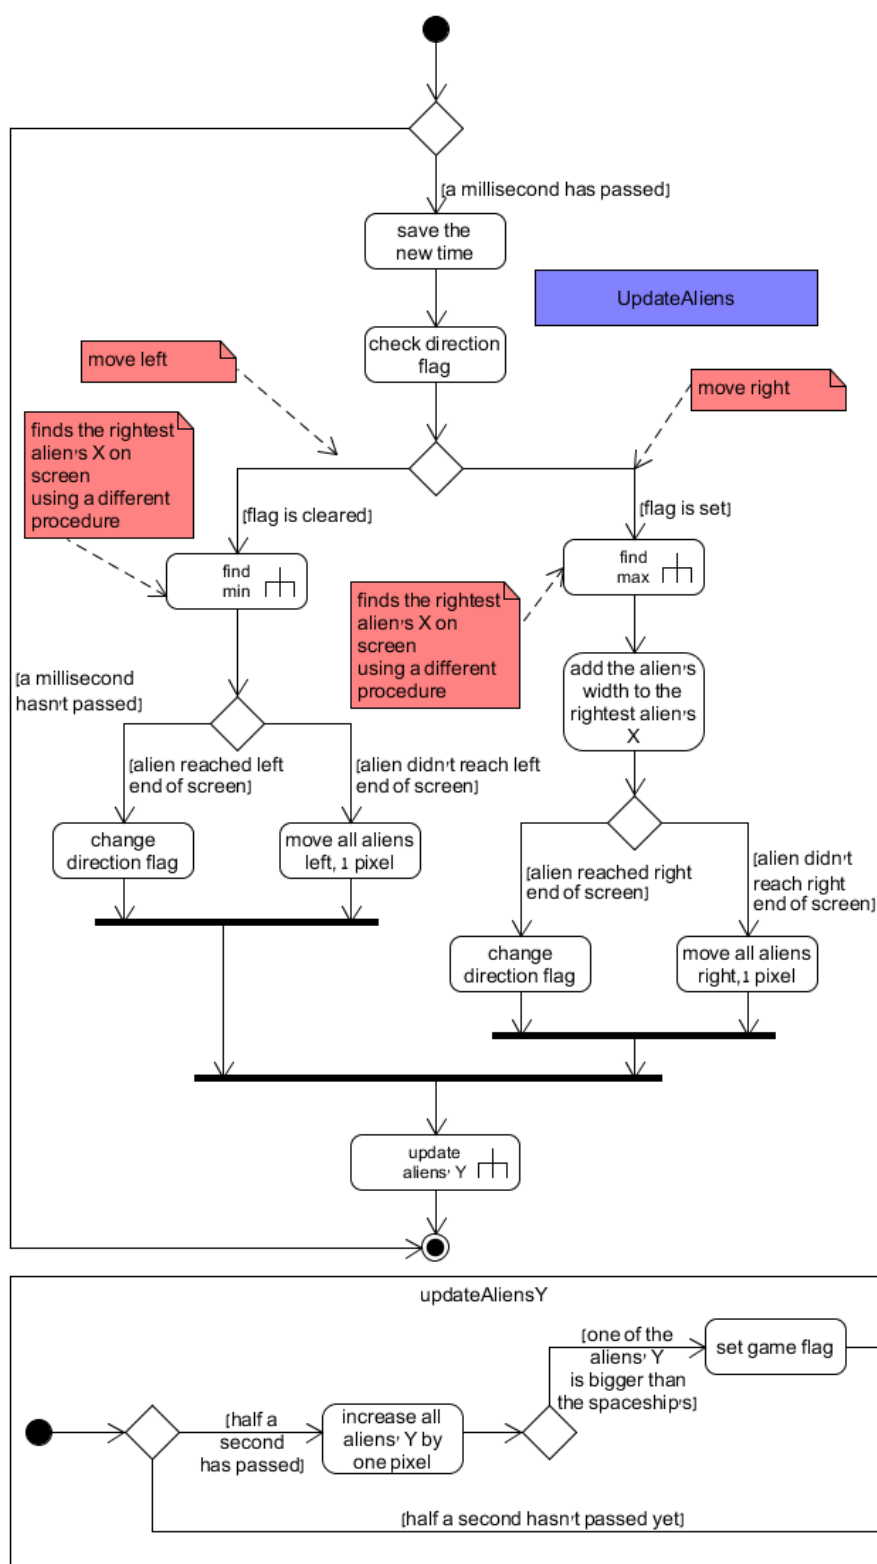 [a millisecond has passed]
save the
new time
UpdateAliens
check direction
flag
move left
move right
finds the rightest
alien's X on
screen
using a different
procedure
[flag is cleared]
[flag is set]
find
min
find
max
finds the rightest
alien's X on
screen
using a different
procedure
add the alien's
width to the
rightest alien's
X
[a millisecond
hasn't passed]
[alien reached left
end of screen]
[alien didn't reach left
end of screen]
change
direction flag
move all aliens
left, 1 pixel
[alien reached right
end of screen]
[alien didn't
reach right
end of screen]
change
direction flag
move all aliens
right,1 pixel
update
aliens' Y
updateAliensY
[one of the
aliens' Y
is bigger than
the spaceship's]
set game flag
[half a
second
has passed]
increase all
aliens' Y by
one pixel
[half a second hasn't passed yet]